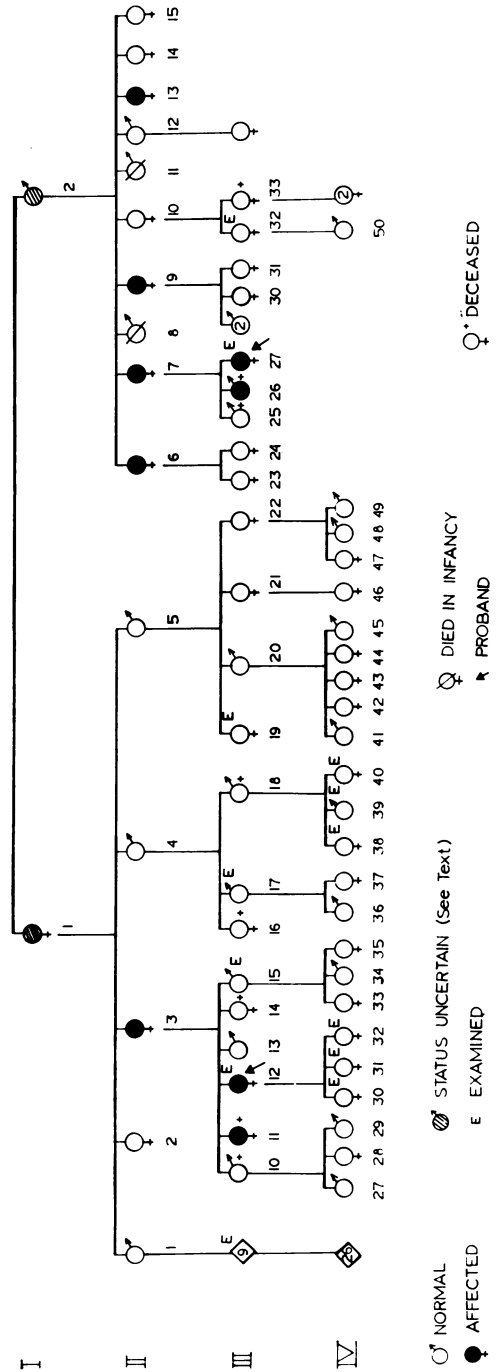 I
1 2
II
1 2 3 4 5 6 7 8 9 10 11 12 13 14 15
E E E E E E E
III 9 2
10 11 12 13 14 15 16 17 18 19 20 21 22 23 24 25 26 27 30 31 32 33
E E E E E E
IV 26 2
27 28 29 30 31 32 33 34 35 36 37 38 39 40 41 42 43 44 45 46 47 48 49 50
NORMAL
AFFECTED
STATUS UNCERTAIN (See Text)
E EXAMINED
DIED IN INFANCY
PROBAND
DECEASED